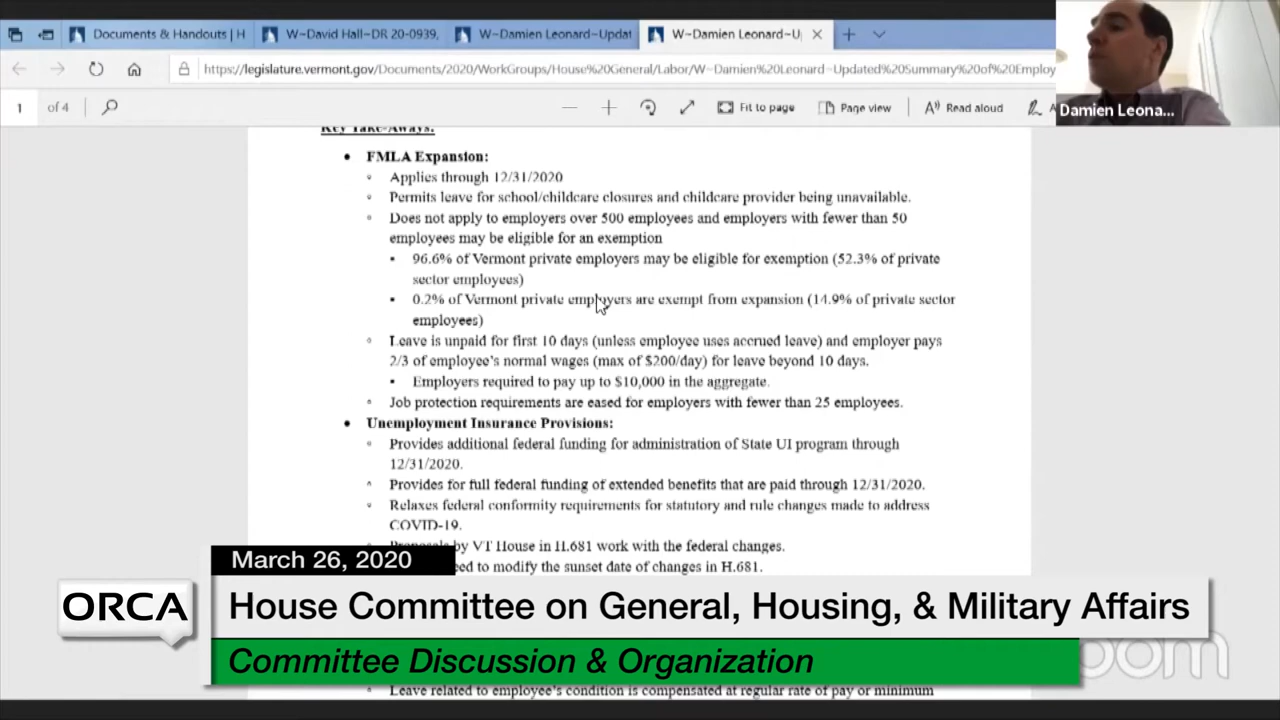 Documents & Handouts | H
W~David Hall~DR 20-0939,
W~Damien Leonard~Updat
W~Damien Leonard~U
https://legislature.vermont.gov/Documents/2020/WorkGroups/House%20General/Labor/W~Damien%20Leonard~Updated%20Summary%20of%20Employ
1 of 4
Fit to page
Page view
Read aloud
Damien Leona...
Key Take-Aways:
• FMLA Expansion:
Applies through 12/31/2020
Permits leave for school/childcare closures and childcare provider being unavailable.
Does not apply to employers over 500 employees and employers with fewer than 50
employees may be eligible for an exemption
▪ 96.6% of Vermont private employers may be eligible for exemption (52.3% of private
sector employees)
▪ 0.2% of Vermont private employers are exempt from expansion (14.9% of private sector
employees)
Leave is unpaid for first 10 days (unless employee uses accrued leave) and employer pays
2/3 of employee's normal wages (max of $200/day) for leave beyond 10 days.
▪ Employers required to pay up to $10,000 in the aggregate.
Job protection requirements are eased for employers with fewer than 25 employees.
• Unemployment Insurance Provisions:
Provides additional federal funding for administration of State UI program through
12/31/2020.
Provides for full federal funding of extended benefits that are paid through 12/31/2020.
Relaxes federal conformity requirements for statutory and rule changes made to address
COVID-19.
by VT House in H.681 work with the federal changes.
to modify the sunset date of changes in H.681.
March 26, 2020
ORCA
House Committee on General, Housing, & Military Affairs
Committee Discussion & Organization
Leave related to employee's condition is compensated at regular rate of pay or minimum